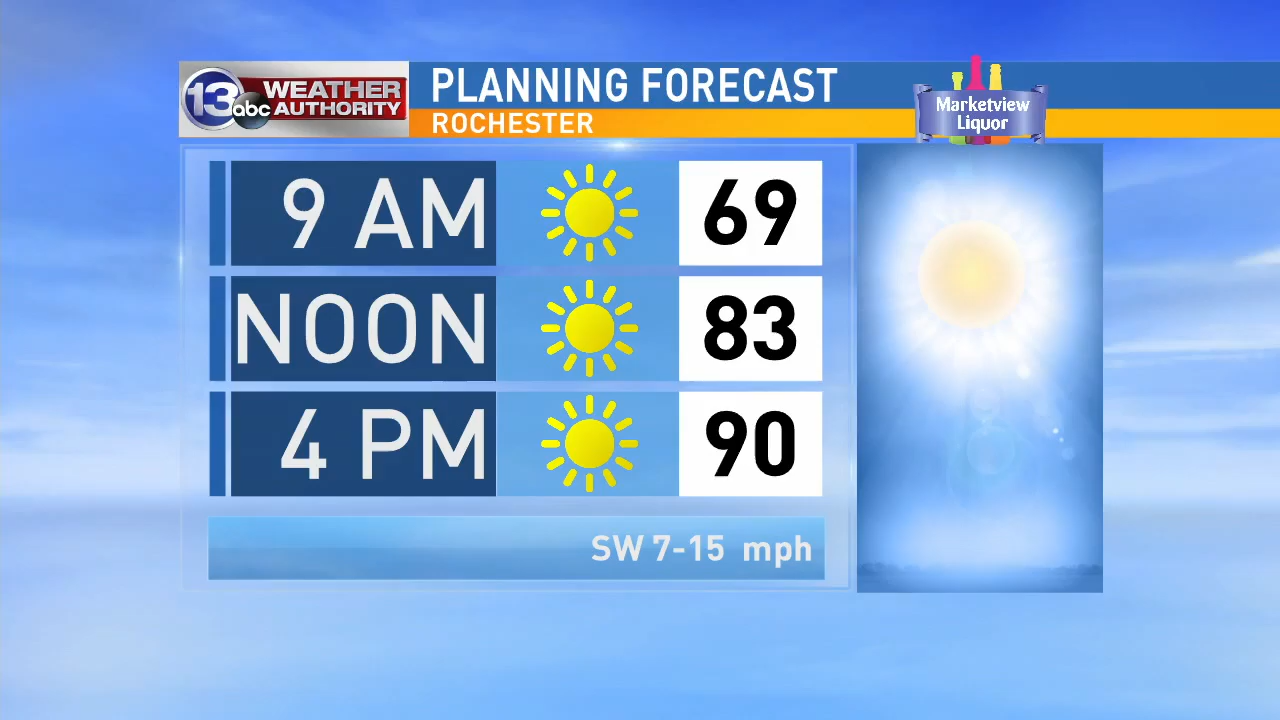 13 abc WEATHER AUTHORITY
PLANNING FORECAST
ROCHESTER
Marketview
Liquor
9 AM 69
NOON 83
4 PM 90
SW 7-15 mph